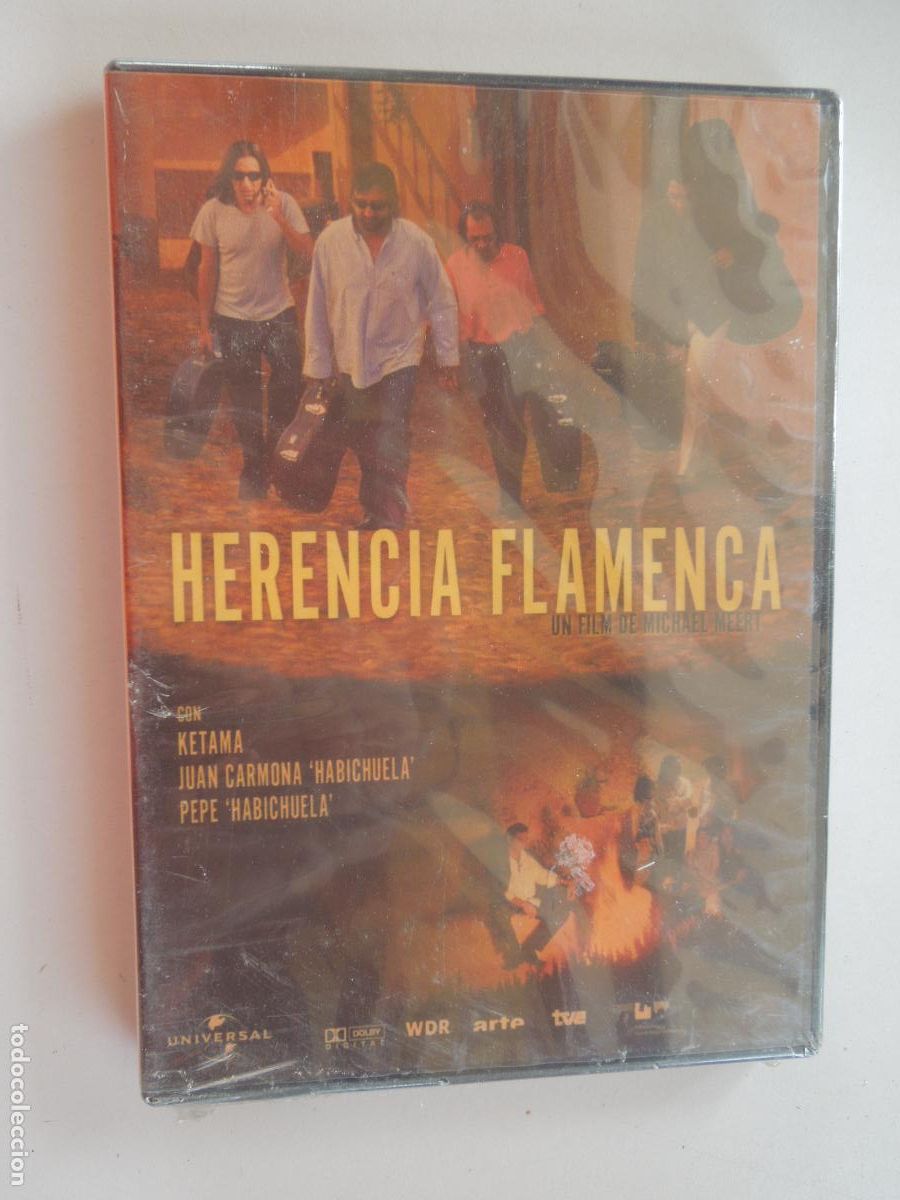 HERENCIA FLAMENCA
UN FILM DE MICHAEL MEERT
CON
KETAMA
JUAN CARMONA 'HABICHUELA'
PEPE 'HABICHUELA'
UNIVERSAL
DOLBY
DIGITAL
WDR
arte
tve
todocoleccion